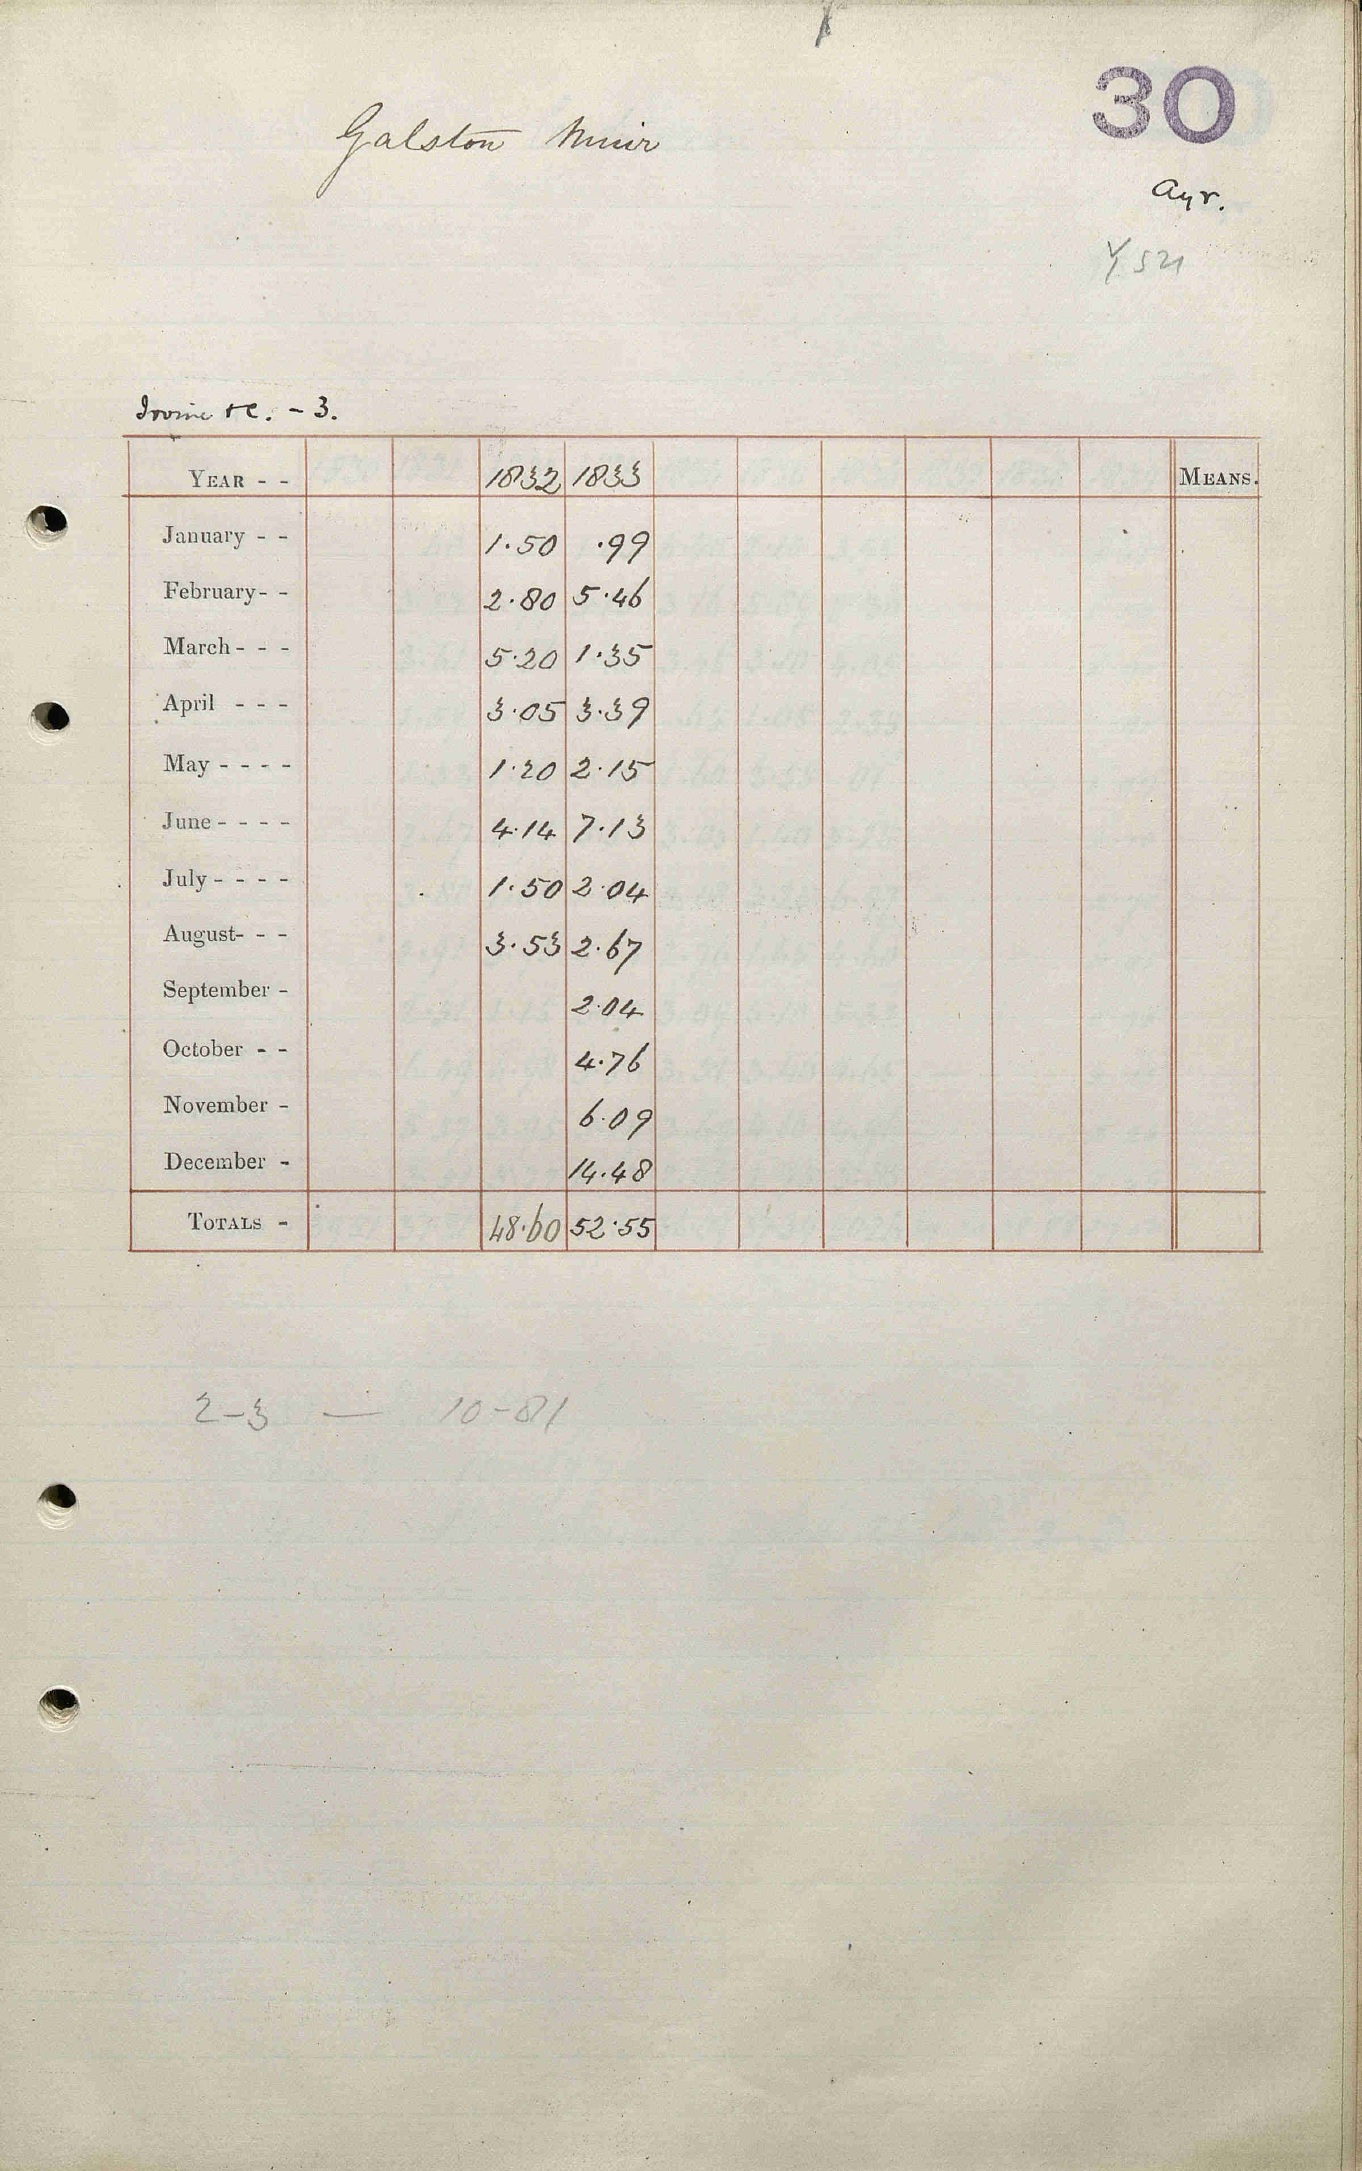 30
Galston Muir
Ayr.
Irvine &c. - 3.
YEAR - - 1832 1833 MEANS.
January - - 1.50 .99
February - - 2.80 5.46
March - - - 5.20 1.35
April - - - 3.05 3.39
May - - - - 1.20 2.15
June - - - - 4.14 7.13
July - - - - 1.50 2.04
August - - - 3.53 2.67
September - 2.04
October - - 4.76
November - 6.09
December - 14.48
TOTALS - 48.60 52.55
2-3 — 10-81